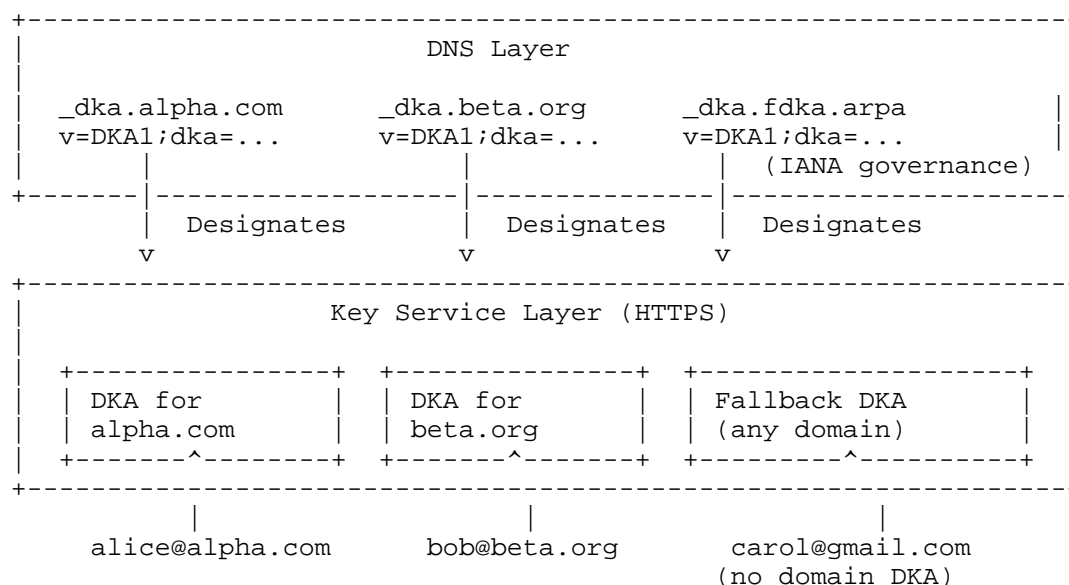 DNS Layer
_dka.alpha.com _dka.beta.org _dka.fdka.arpa
v=DKA1;dka=... v=DKA1;dka=... v=DKA1;dka=...
(IANA governance)
Designates Designates Designates
v v v
Key Service Layer (HTTPS)
DKA for DKA for Fallback DKA
alpha.com beta.org (any domain)
alice@alpha.com bob@beta.org carol@gmail.com
(no domain DKA)